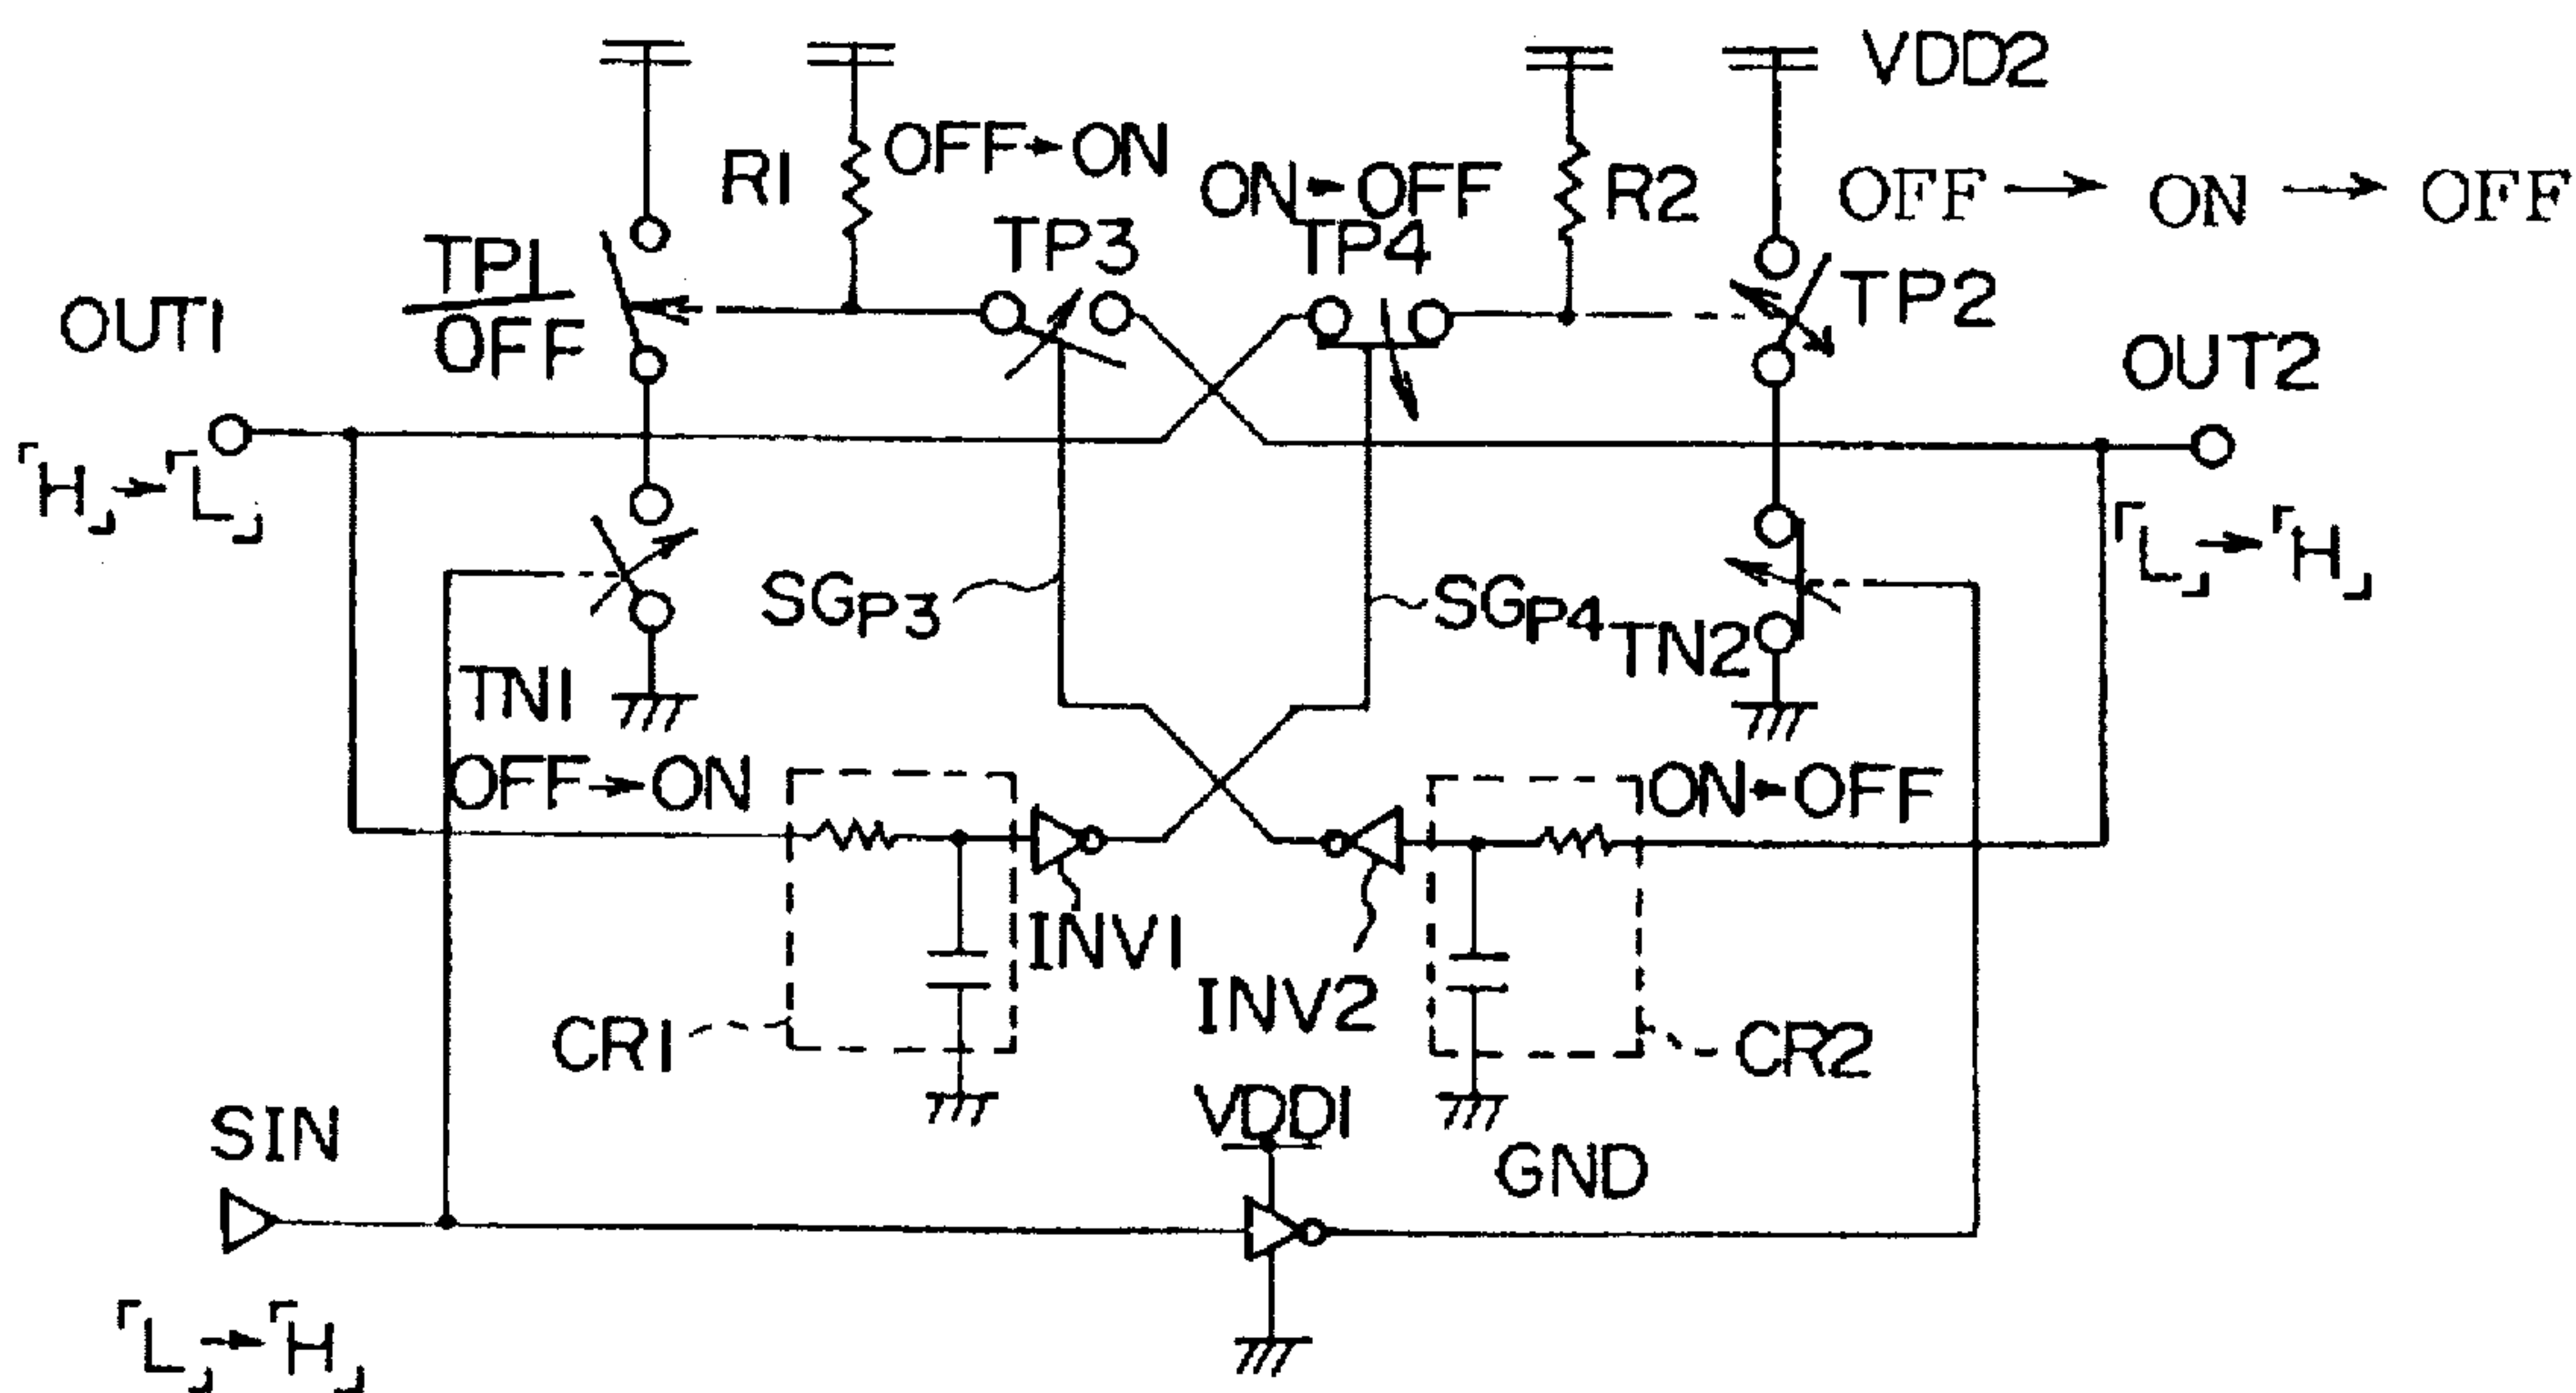 VDD2
R1
OFF→ON
ON→OFF
R2
OFF → ON → OFF
TP1
OFF
TP3
TP4
TP2
OUT1
OUT2
「H」→「L」
「L」→「H」
SGP3
SGP4
TN2
TN1
OFF→ON
ON→OFF
INV1
INV2
CR1
CR2
VDD1
SIN
GND
「L」→「H」